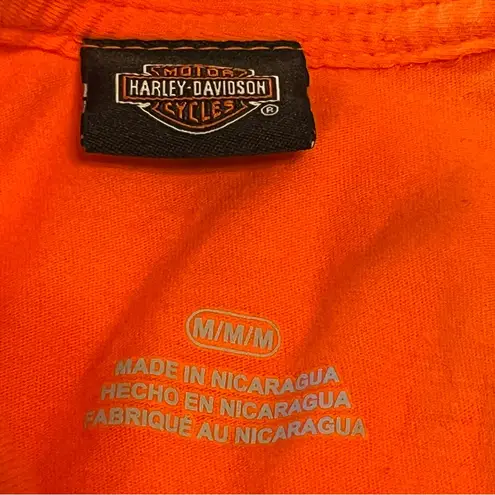 MOTOR
HARLEY-DAVIDSON
CYCLES
®
M/M/M
MADE IN NICARAGUA
HECHO EN NICARAGUA
FABRIQUÉ AU NICARAGUA